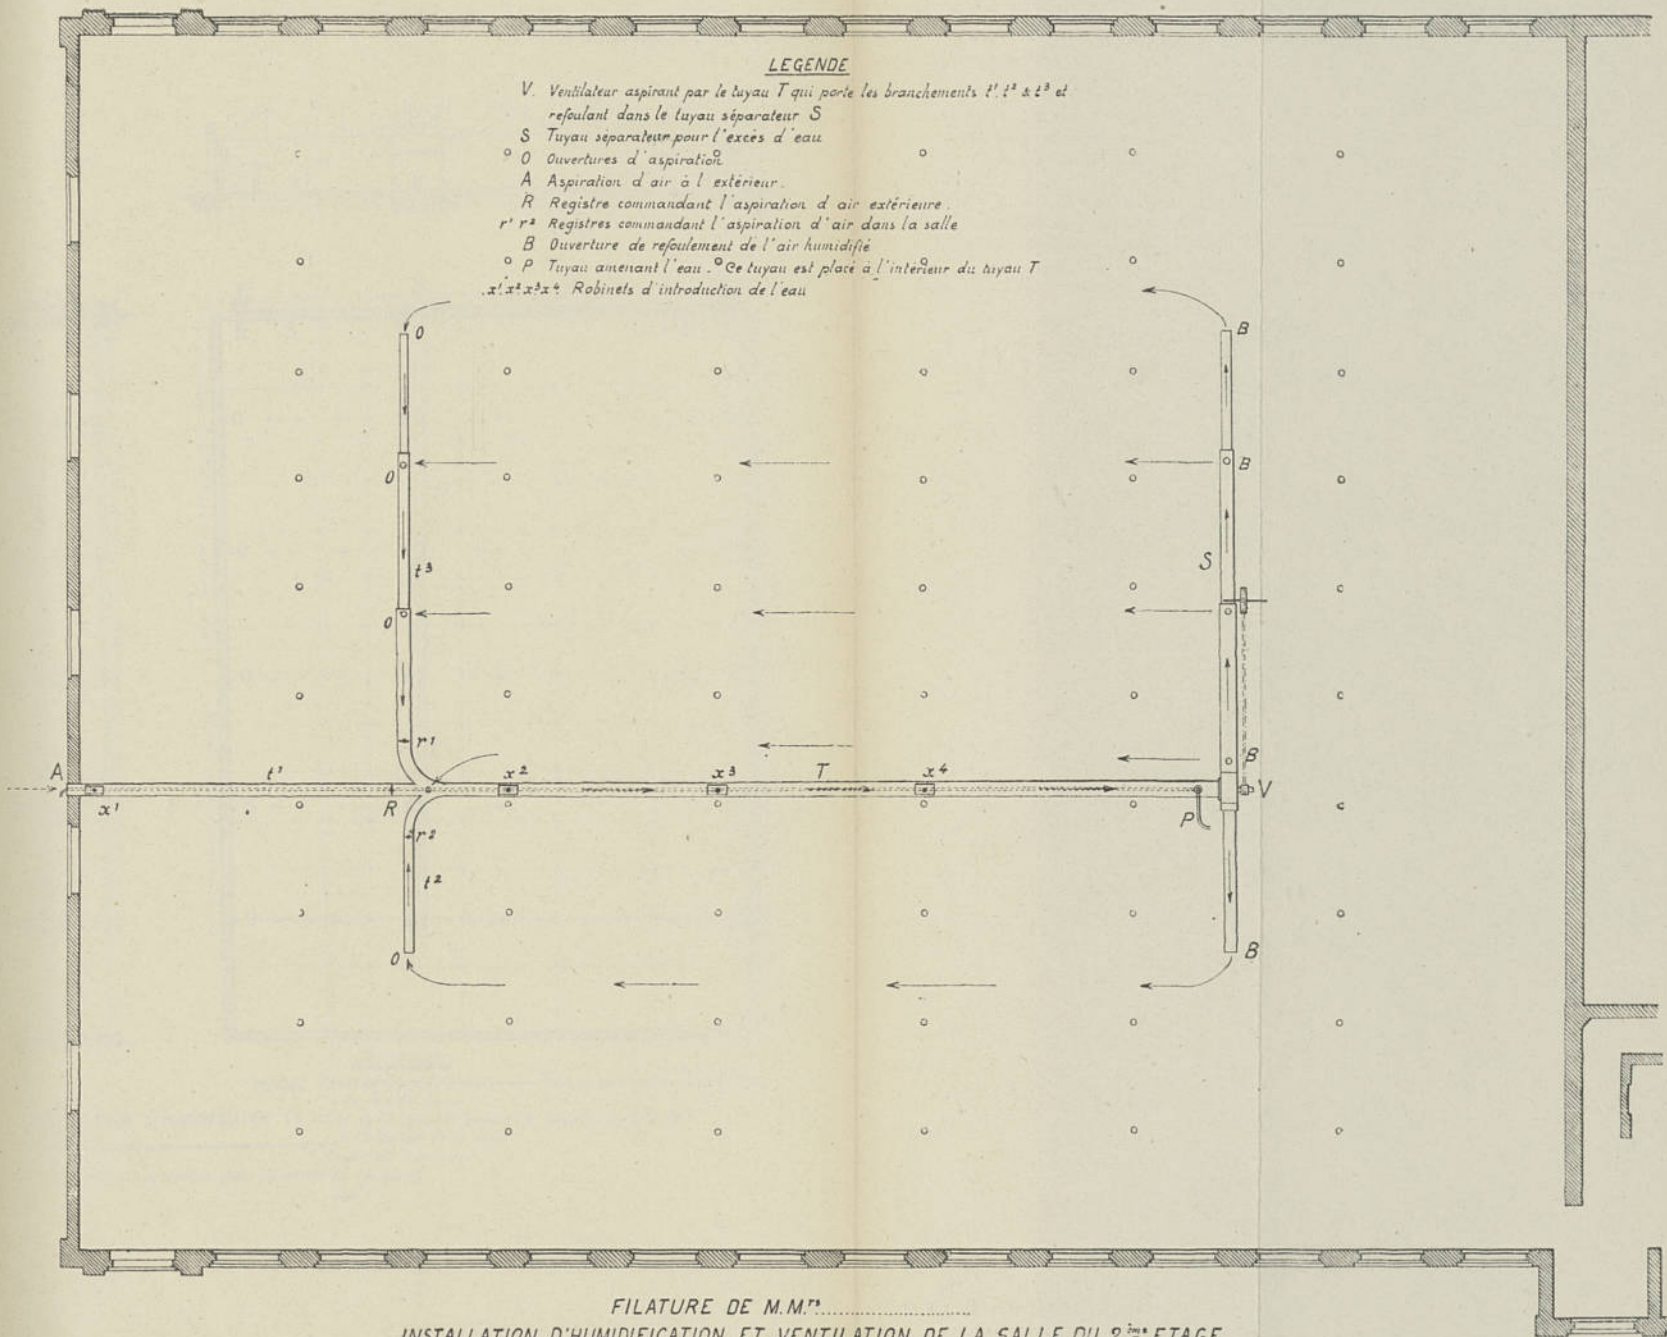 LEGENDE
V. Ventilateur aspirant par le tuyau T qui porte les branchements t¹. t² & t³ et
refoulant dans le tuyau séparateur S
S Tuyau séparateur pour l'excès d'eau
O Ouvertures d'aspiration
A Aspiration d'air à l'extérieur.
R Registre commandant l'aspiration d'air extérieure.
r¹ r² Registres commandant l'aspiration d'air dans la salle
B Ouverture de refoulement de l'air humidifié
P Tuyau amenant l'eau. Ce tuyau est placé à l'intérieur du tuyau T
x¹ x² x³ x⁴ Robinets d'introduction de l'eau
O B
O B
t³ S
O
r¹ B
A t¹ x² x³ T x⁴ V
x¹ R P
r²
t²
O B
FILATURE DE M.M.ʳˢ
INSTALLATION D'HUMIDIFICATION ET VENTILATION DE LA SALLE DU 2ᵉᵐᵉ ETAGE